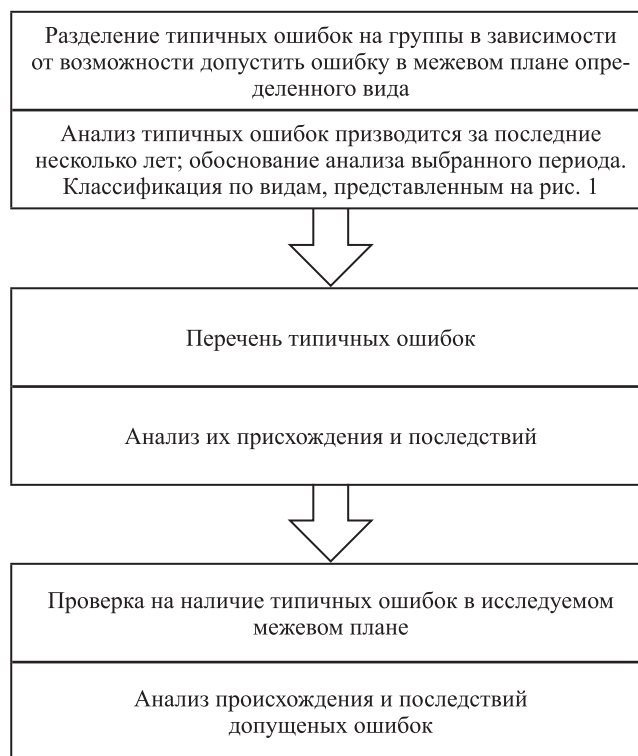 Разделение типичных ошибок на группы в зависимости
от возможности допустить ошибку в межевом плане опре-
деленного вида
Анализ типичных ошибок призводится за последние
несколько лет; обоснование анализа выбранного периода.
Классификация по видам, представленным на рис. 1
Перечень типичных ошибок
Анализ их присхождения и последствий
Проверка на наличие типичных ошибок в исследуемом
межевом плане
Анализ происхождения и последствий
допущеных ошибок